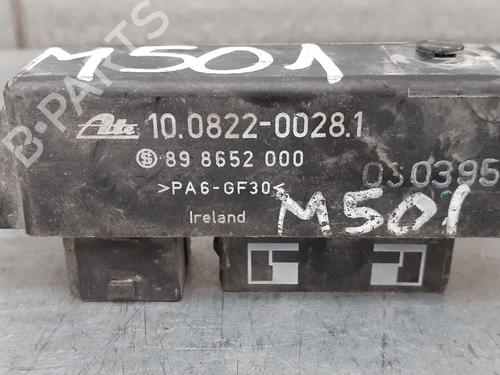 M501
B-PARTS
Ate 10.0822-0028.1
S 89 8652 000
030395
>PA6-GF30<
Ireland
M501